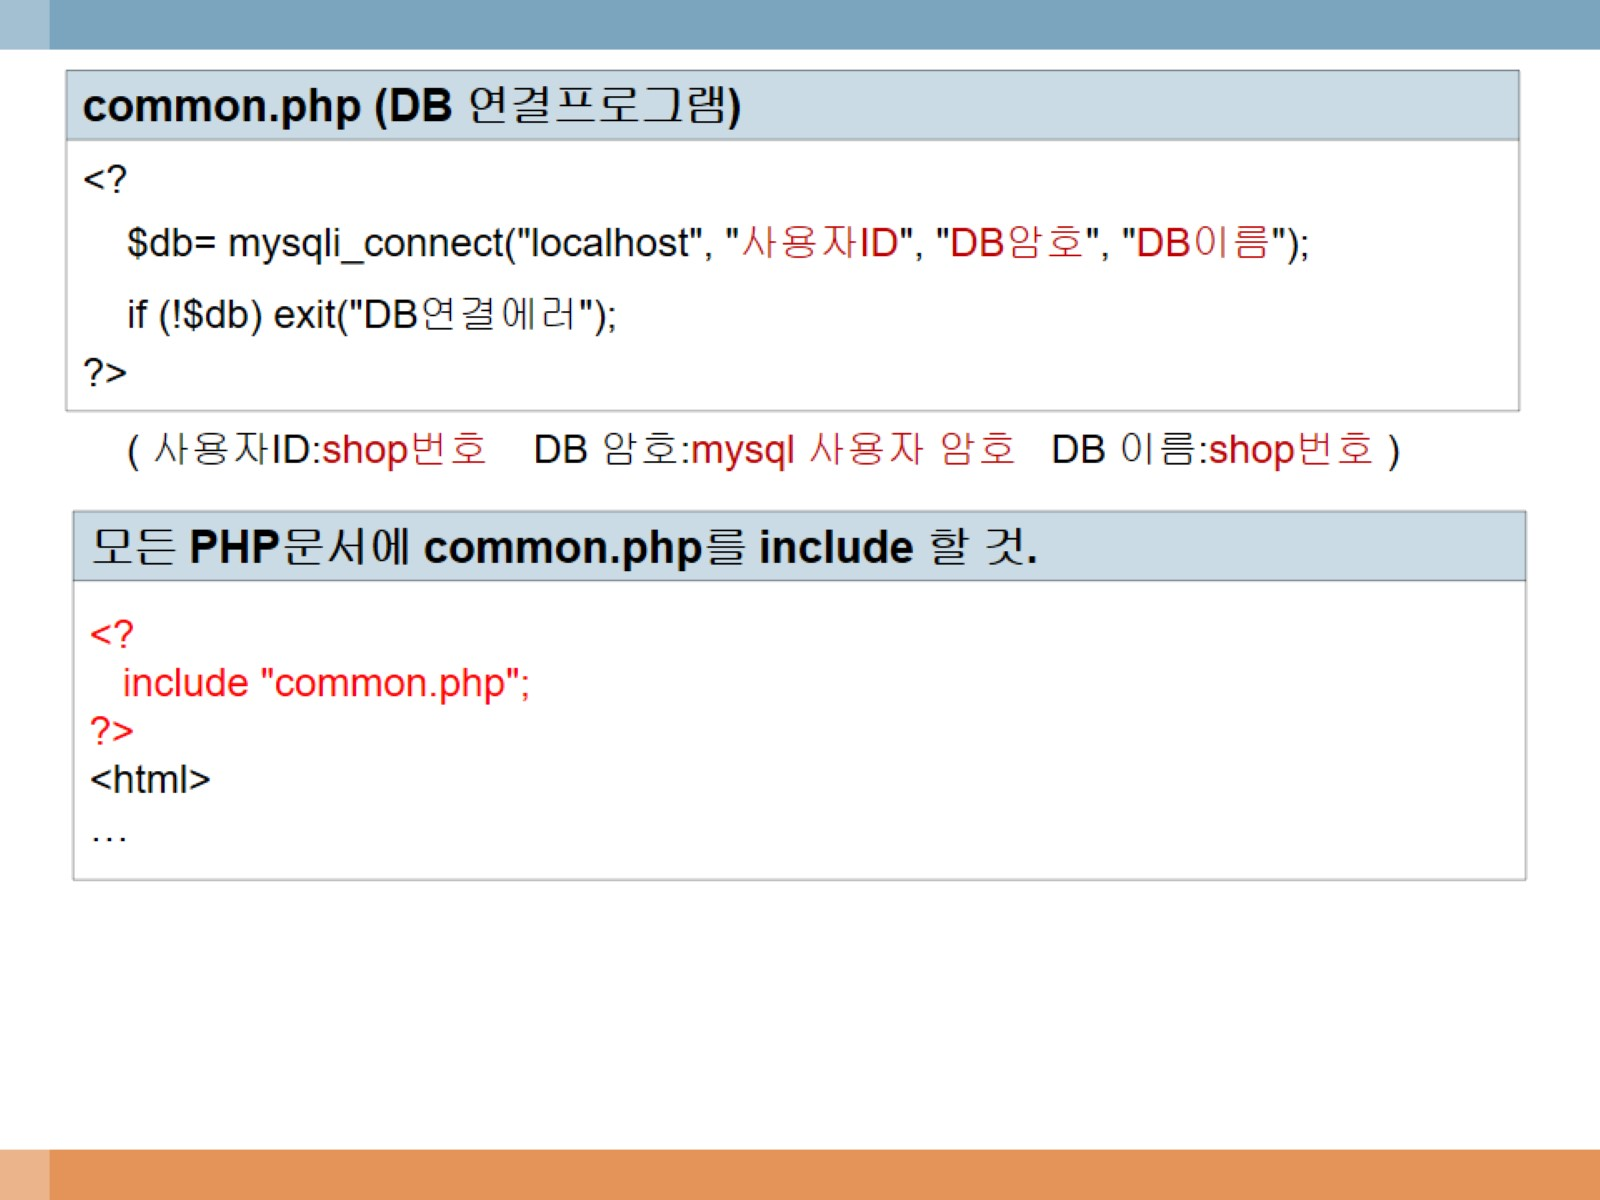 common.php (DB 연결프로그램)
<?
$db= mysqli_connect("localhost", "사용자ID", "DB암호", "DB이름");
if (!$db) exit("DB연결에러");
?>
( 사용자ID:shop번호 DB 암호:mysql 사용자 암호 DB 이름:shop번호 )
모든 PHP문서에 common.php를 include 할 것.
<?
include "common.php";
?>
<html>
…